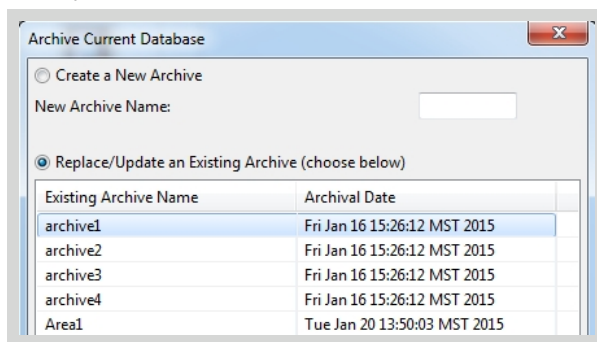 Archive Current Database
Create a New Archive
New Archive Name:
Replace/Update an Existing Archive (choose below)
Existing Archive Name Archival Date
archive1 Fri Jan 16 15:26:12 MST 2015
archive2 Fri Jan 16 15:26:12 MST 2015
archive3 Fri Jan 16 15:26:12 MST 2015
archive4 Fri Jan 16 15:26:12 MST 2015
Area1 Tue Jan 20 13:50:03 MST 2015